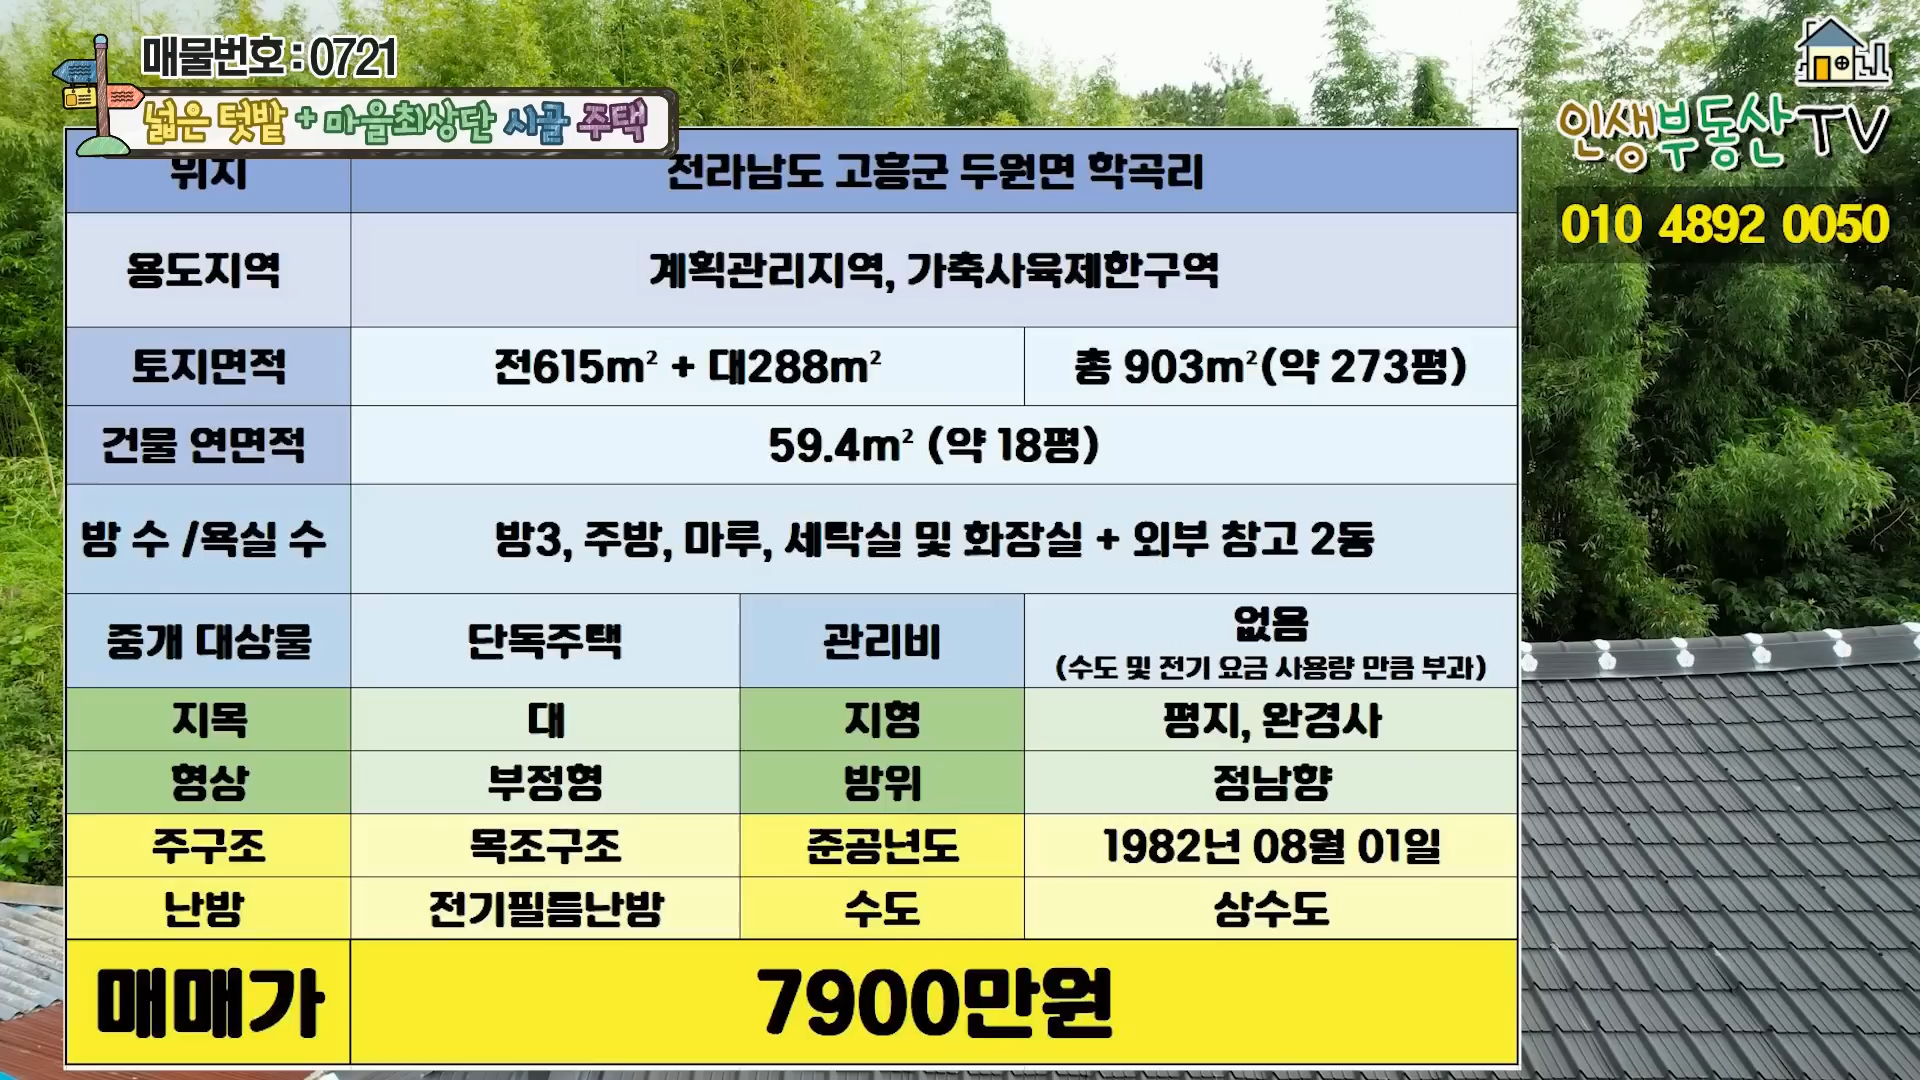 매물번호 : 0721
넓은 텃밭 + 마을최상단 시골 주택
인생부동산TV
010 4892 0050
위치 전라남도 고흥군 두원면 학곡리
용도지역 계획관리지역, 가축사육제한구역
토지면적 전615m² + 대288m² 총 903m²(약 273평)
건물 연면적 59.4m² (약 18평)
방 수 /욕실 수 방3, 주방, 마루, 세탁실 및 화장실 + 외부 창고 2동
중개 대상물 단독주택 관리비 없음
(수도 및 전기 요금 사용량 만큼 부과)
지목 대 지형 평지, 완경사
형상 부정형 방위 정남향
주구조 목조구조 준공년도 1982년 08월 01일
난방 전기필름난방 수도 상수도
매매가 7900만원